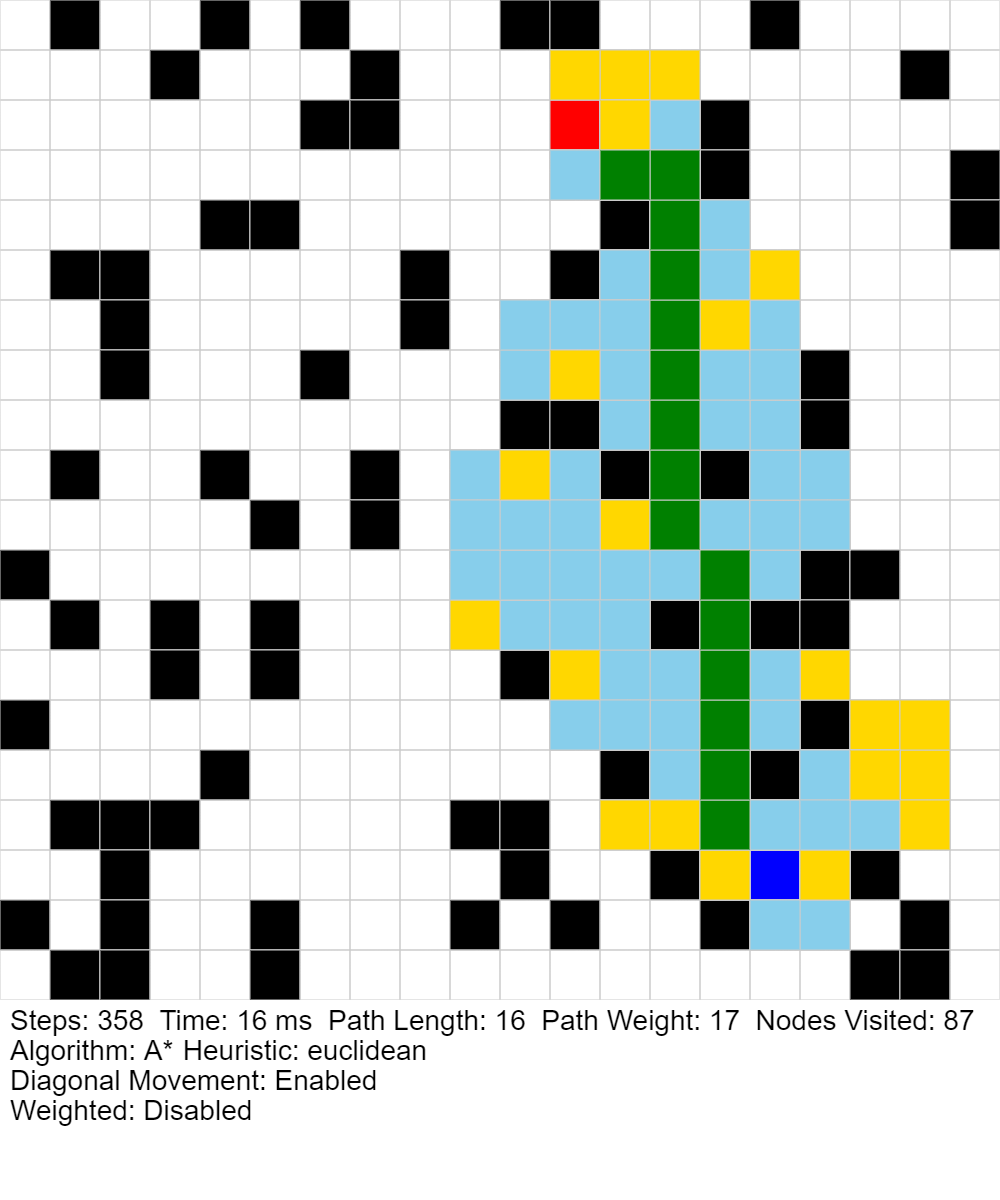 Steps: 358  Time: 16 ms  Path Length: 16  Path Weight: 17  Nodes Visited: 87
Algorithm: A* Heuristic: euclidean
Diagonal Movement: Enabled
Weighted: Disabled